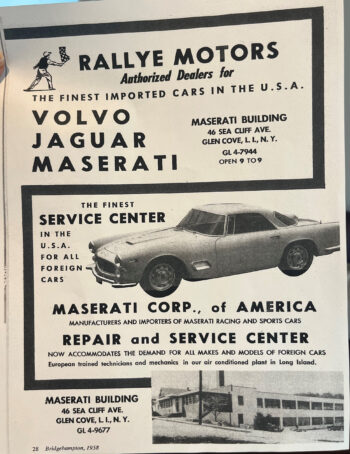 RALLYE MOTORS
Authorized Dealers for
THE FINEST IMPORTED CARS IN THE U.S.A.
VOLVO
JAGUAR
MASERATI
MASERATI BUILDING
46 SEA CLIFF AVE.
GLEN COVE, L. I., N. Y.
GL 4-7944
OPEN 9 TO 9
THE FINEST
SERVICE CENTER
IN THE
U.S.A.
FOR ALL
FOREIGN
CARS
MASERATI CORP., of AMERICA
MANUFACTURERS AND IMPORTERS OF MASERATI RACING AND SPORTS CARS
REPAIR and SERVICE CENTER
NOW ACCOMMODATES THE DEMAND FOR ALL MAKES AND MODELS OF FOREIGN CARS
European trained technicians and mechanics in our air conditioned plant in Long Island.
MASERATI BUILDING
46 SEA CLIFF AVE.
GLEN COVE, L. I., N. Y.
GL 4-9677
28 Bridgehampton, 1958